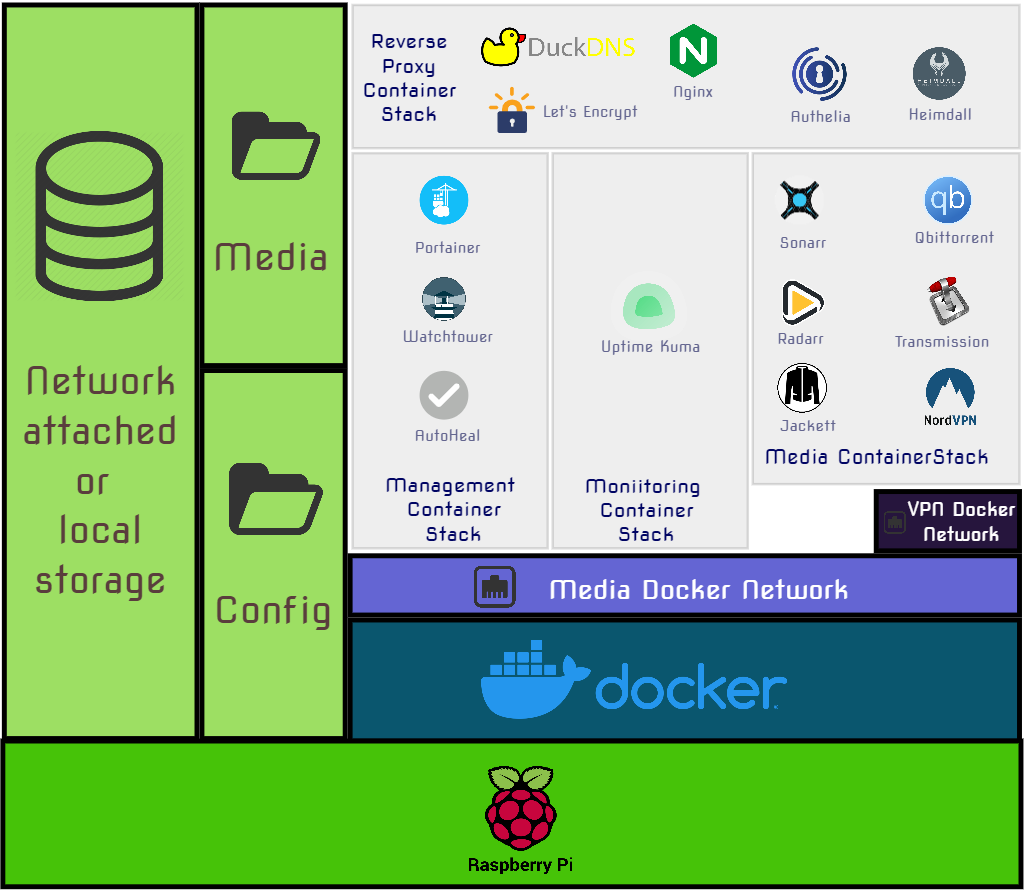 Network
attached
or
local
storage
Media
Config
Reverse
Proxy
Container
Stack
DuckDNS
Let's Encrypt
Nginx
Authelia
HEIMDALL
Heimdall
Portainer
Watchtower
AutoHeal
Management
Container
Stack
Uptime Kuma
Moniitoring
Container
Stack
Sonarr
qb
Qbittorrent
Radarr
Transmission
Jackett
NordVPN
Media ContainerStack
VPN Docker
Network
Media Docker Network
docker
Raspberry Pi